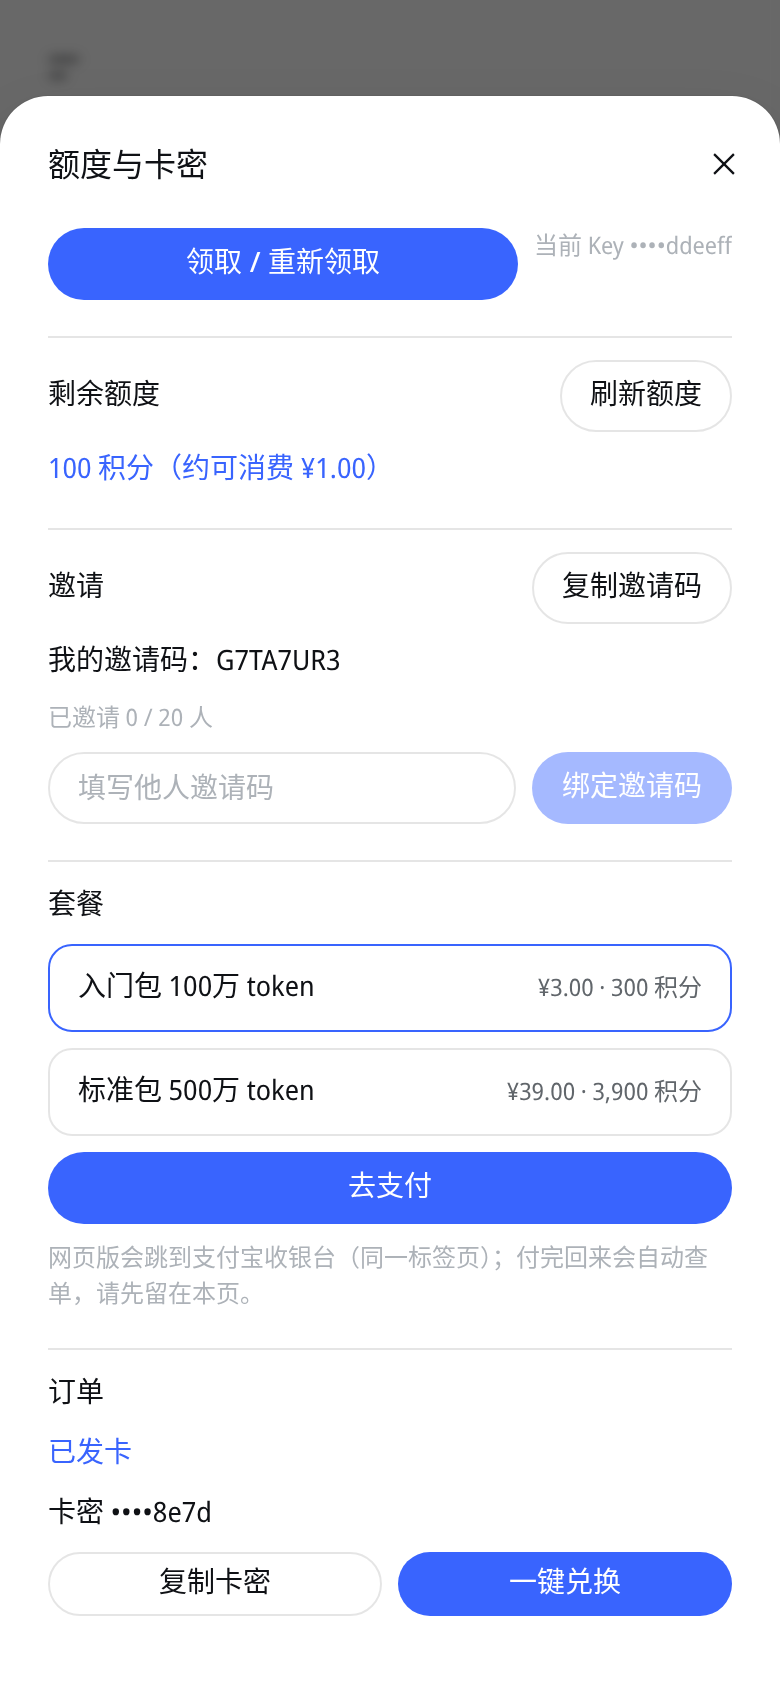 额度与卡密
领取 / 重新领取
当前 Key ••••ddeeff
剩余额度
刷新额度
100 积分（约可消费 ¥1.00）
邀请
复制邀请码
我的邀请码：G7TA7UR3
已邀请 0 / 20 人
填写他人邀请码
绑定邀请码
套餐
入门包 100万 token
¥3.00 · 300 积分
标准包 500万 token
¥39.00 · 3,900 积分
去支付
网页版会跳到支付宝收银台（同一标签页）；付完回来会自动查
单，请先留在本页。
订单
已发卡
卡密 ••••8e7d
复制卡密
一键兑换